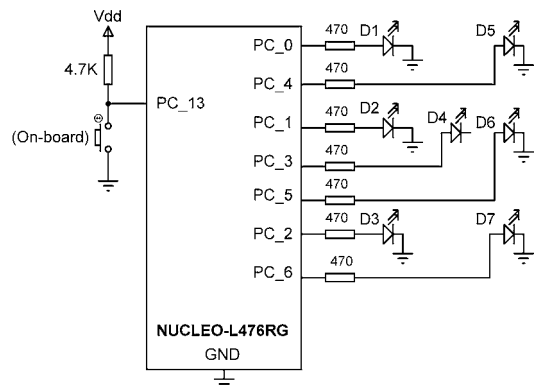 Vdd
4.7K
(On-board)
PC_13
PC_0
470
D1
D5
PC_4
470
PC_1
470
D2
D4
D6
PC_3
470
PC_5
470
PC_2
470
D3
D7
PC_6
470
NUCLEO-L476RG
GND